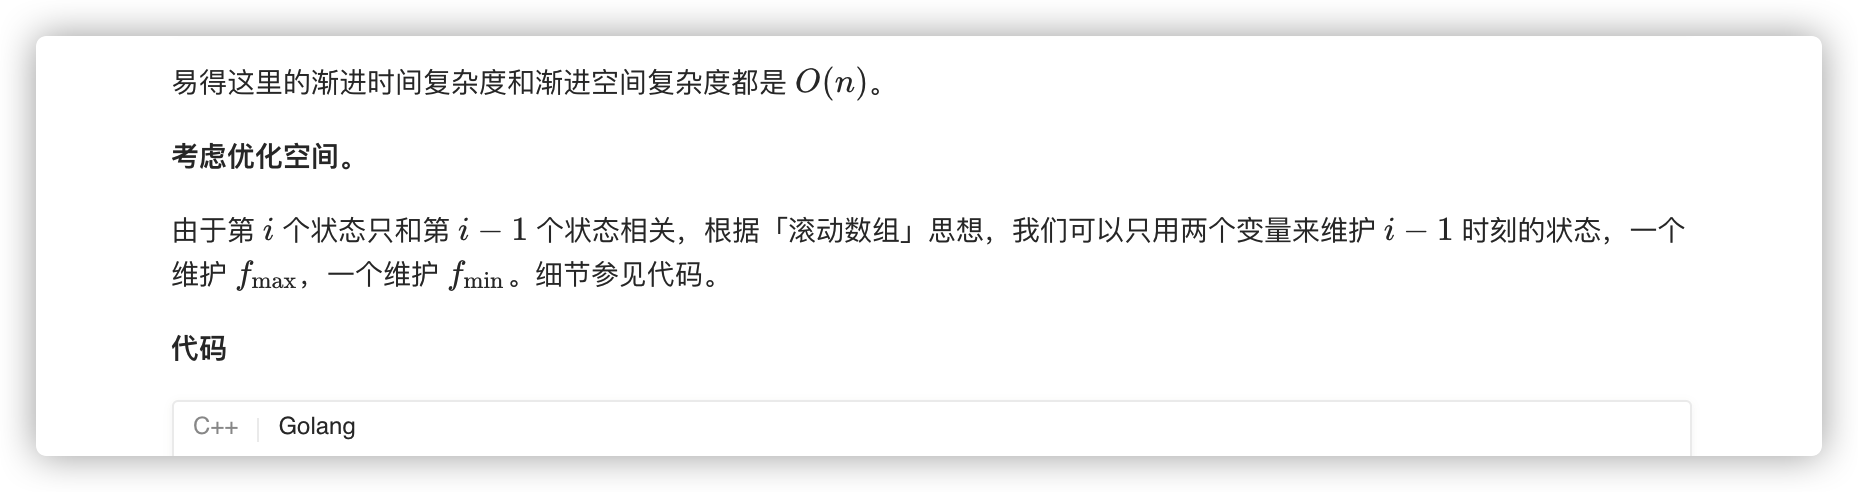 易得这里的渐进时间复杂度和渐进空间复杂度都是 O(n)。
考虑优化空间。
由于第 i 个状态只和第 i − 1 个状态相关，根据「滚动数组」思想，我们可以只用两个变量来维护 i − 1 时刻的状态，一个
维护 f_max，一个维护 f_min。细节参见代码。
代码
C++ Golang